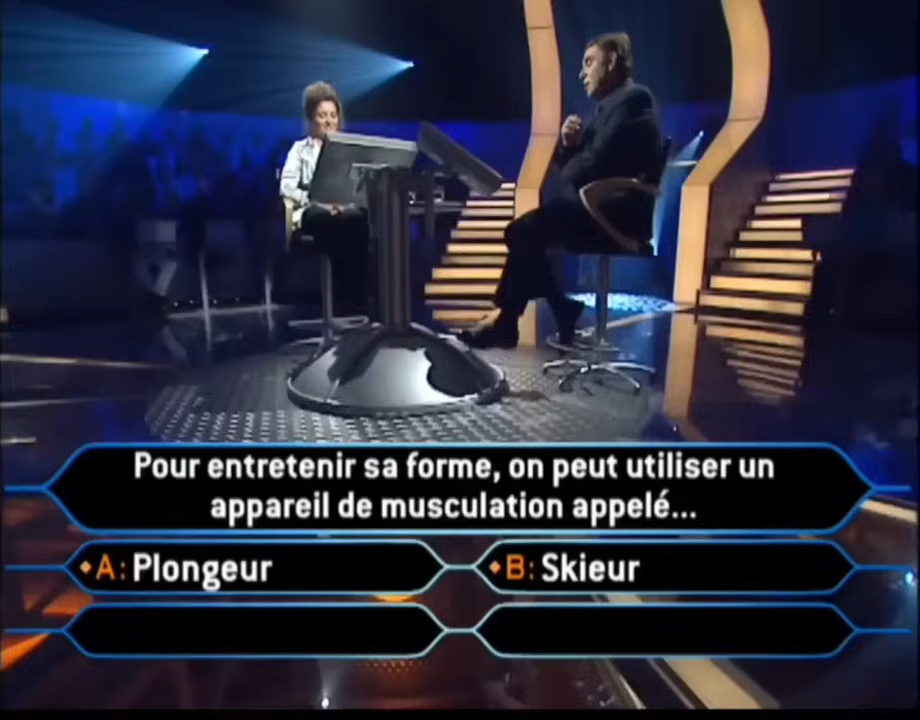 Pour entretenir sa forme, on peut utiliser un
appareil de musculation appelé...
A: Plongeur
B: Skieur